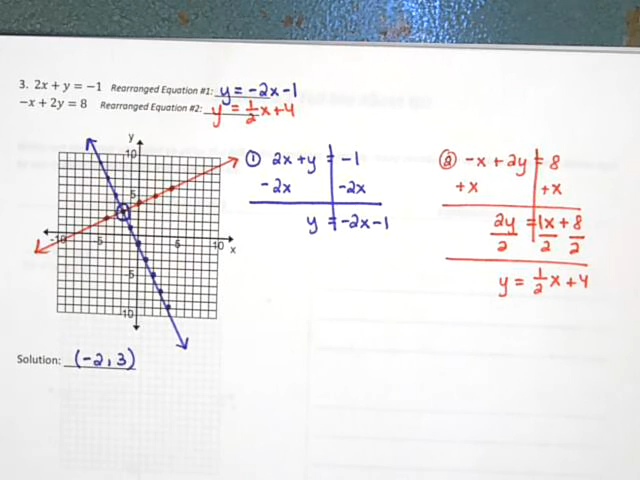 3. 2x + y = −1 Rearranged Equation #1: y = -2x-1
−x + 2y = 8 Rearranged Equation #2: y = 1/2 x+4
y
10
5
-10 -5 5 10 x
5
10
① 2x+y = -1
-2x -2x
y = -2x-1
② -x + 2y = 8
+x +x
2y/2 = 1x/2 + 8/2
y = 1/2 x+4
Solution: (-2, 3)